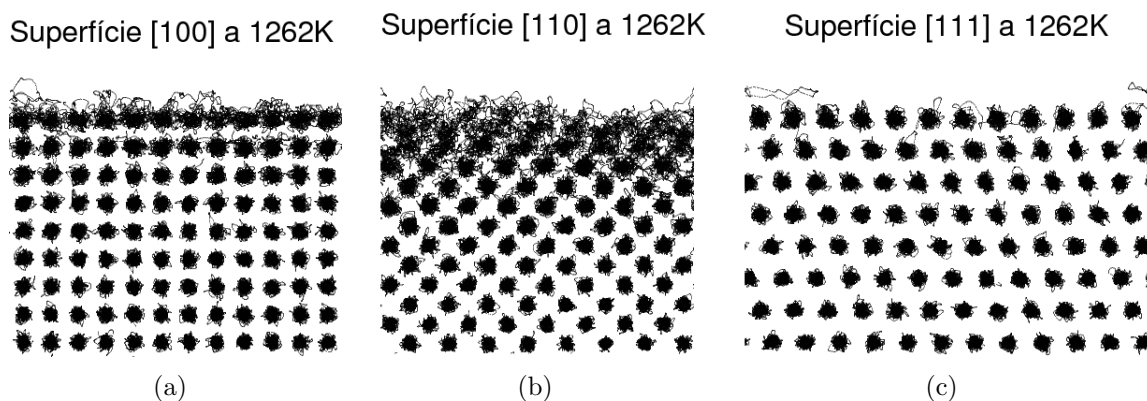 Superfície [100] a 1262K
Superfície [110] a 1262K
Superfície [111] a 1262K
(a)
(b)
(c)